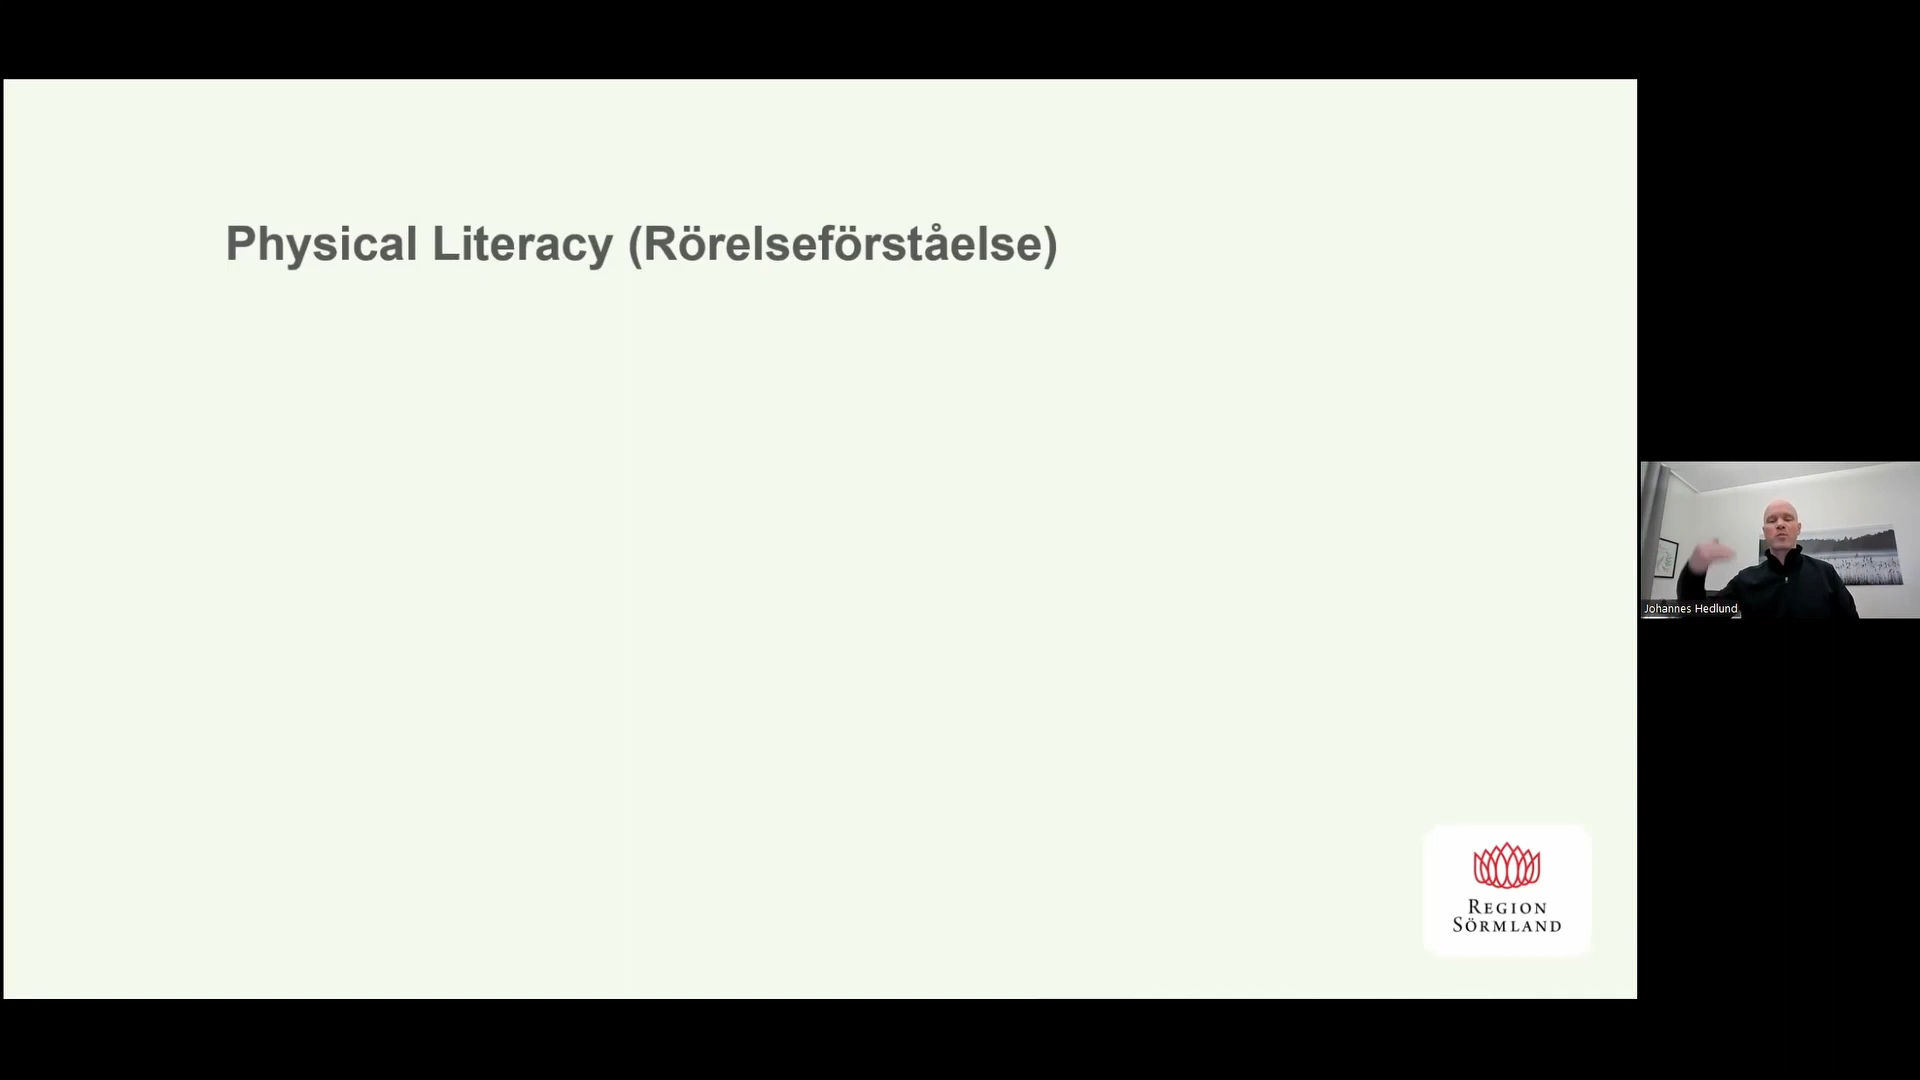 Physical Literacy (Rörelseförståelse)
Johannes Hedlund
REGION
SÖRMLAND